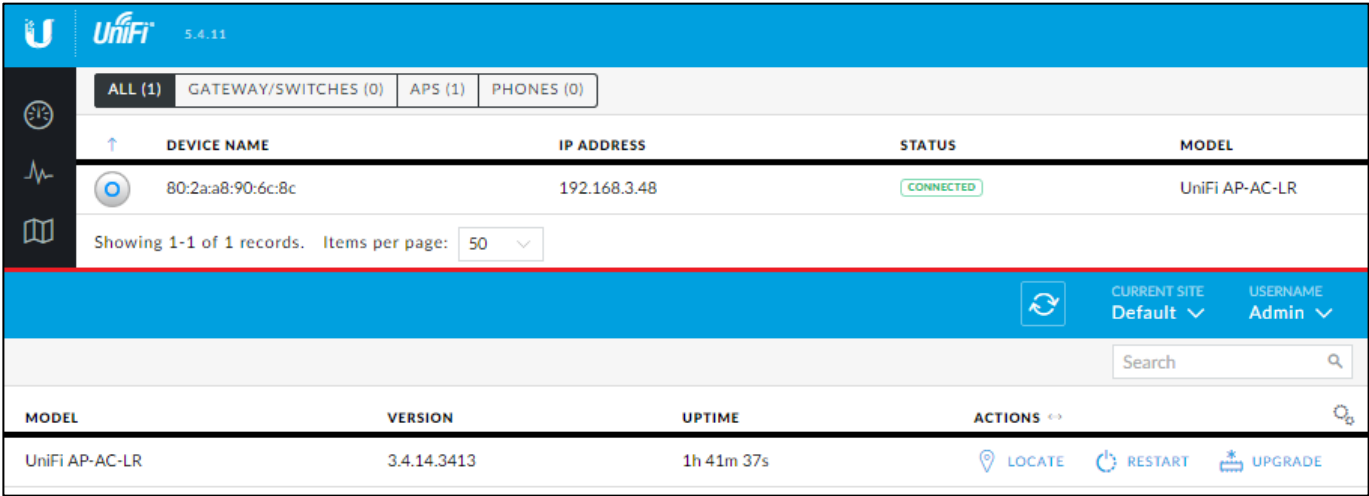 UniFi 5.4.11
ALL (1) GATEWAY/SWITCHES (0) APS (1) PHONES (0)
DEVICE NAME IP ADDRESS STATUS MODEL
80:2a:a8:90:6c:8c 192.168.3.48 CONNECTED UniFi AP-AC-LR
Showing 1-1 of 1 records. Items per page: 50
CURRENT SITE USERNAME
Default Admin
Search
MODEL VERSION UPTIME ACTIONS
UniFi AP-AC-LR 3.4.14.3413 1h 41m 37s LOCATE RESTART UPGRADE